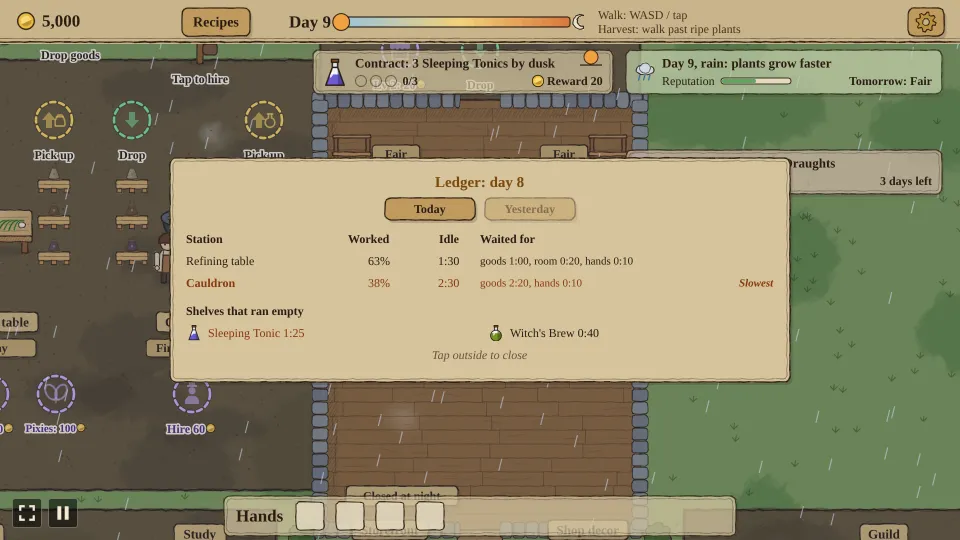 5,000
Recipes
Day 9
Walk: WASD / tap
Harvest: walk past ripe plants
Drop goods
Tap to hire
Contract: 3 Sleeping Tonics by dusk
0/3
Reward 20
Drop
Day 9, rain: plants grow faster
Reputation
Tomorrow: Fair
Pick up
Drop
Pick up
Fair
Fair
Draughts
3 days left
Ledger: day 8
Today
Yesterday
Station
Worked
Idle
Waited for
Refining table
63%
1:30
goods 1:00, room 0:20, hands 0:10
Cauldron
38%
2:30
goods 2:20, hands 0:10
Slowest
Shelves that ran empty
Sleeping Tonic 1:25
Witch's Brew 0:40
Tap outside to close
table
Pixies: 100
Hire 60
Closed at night
Hands
Study
Shop decor
Guild